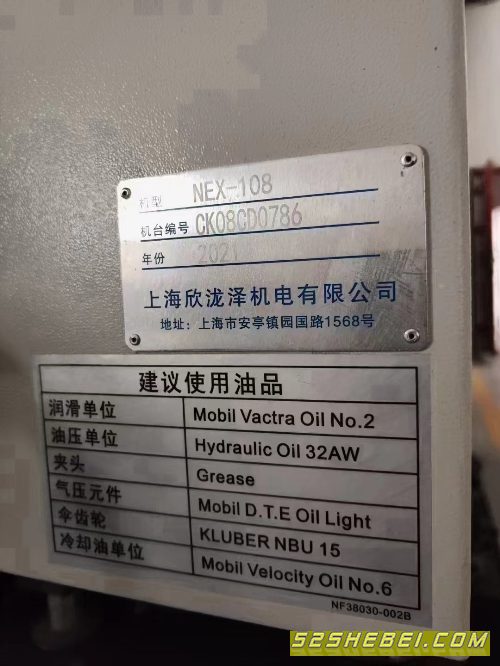 机型 NEX-108
机台编号 CK08CD0786
年份 2021
上海欣泷泽机电有限公司
地址：上海市安亭镇园国路1568号
建议使用油品
润滑单位 Mobil Vactra Oil No.2
油压单位 Hydraulic Oil 32AW
夹头 Grease
气压元件 Mobil D.T.E Oil Light
伞齿轮 KLUBER NBU 15
冷却油单位 Mobil Velocity Oil No.6
NF38030-002B
52SHEBEI.COM